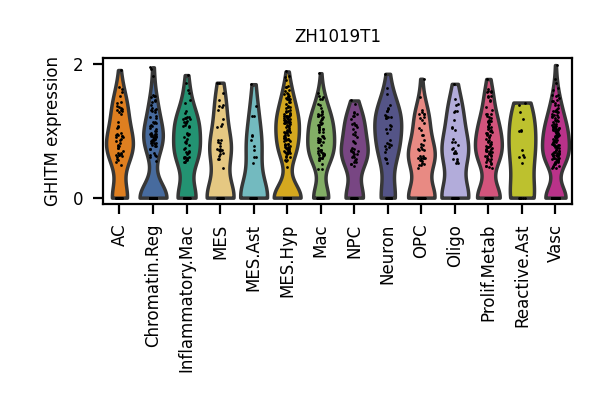 ZH1019T1
GHITM expression
2
0
AC
Chromatin.Reg
Inflammatory.Mac
MES
MES.Ast
MES.Hyp
Mac
NPC
Neuron
OPC
Oligo
Prolif.Metab
Reactive.Ast
Vasc